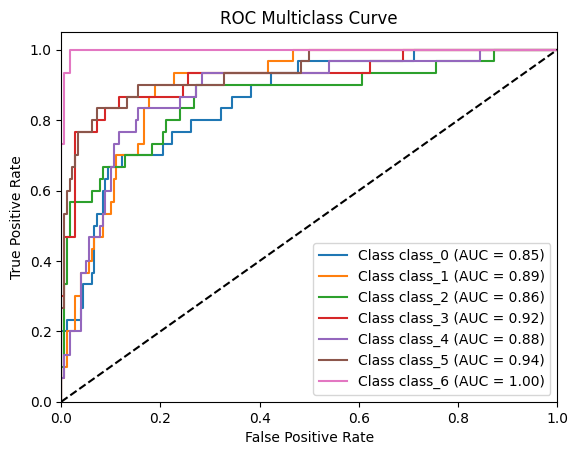 ROC Multiclass Curve
True Positive Rate
1.0
0.8
0.6
0.4
0.2
0.0
Class class_0 (AUC = 0.85)
Class class_1 (AUC = 0.89)
Class class_2 (AUC = 0.86)
Class class_3 (AUC = 0.92)
Class class_4 (AUC = 0.88)
Class class_5 (AUC = 0.94)
Class class_6 (AUC = 1.00)
0.0 0.2 0.4 0.6 0.8 1.0
False Positive Rate